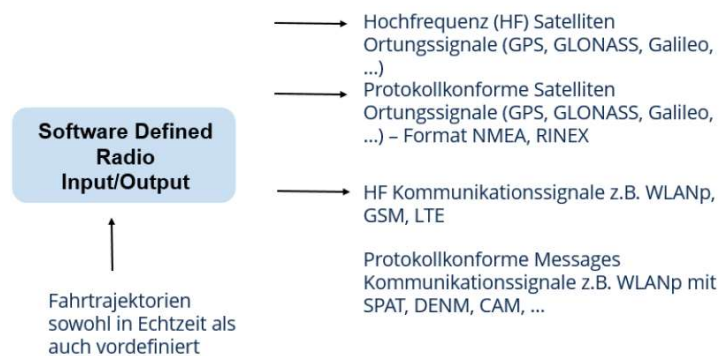 Hochfrequenz (HF) Satelliten
Ortungssignale (GPS, GLONASS, Galileo,
...)
Protokollkonforme Satelliten
Ortungssignale (GPS, GLONASS, Galileo,
...) – Format NMEA, RINEX
Software Defined
Radio
Input/Output
HF Kommunikationssignale z.B. WLANp,
GSM, LTE
Protokollkonforme Messages
Kommunikationssignale z.B. WLANp mit
SPAT, DENM, CAM, ...
Fahrtrajektorien
sowohl in Echtzeit als
auch vordefiniert